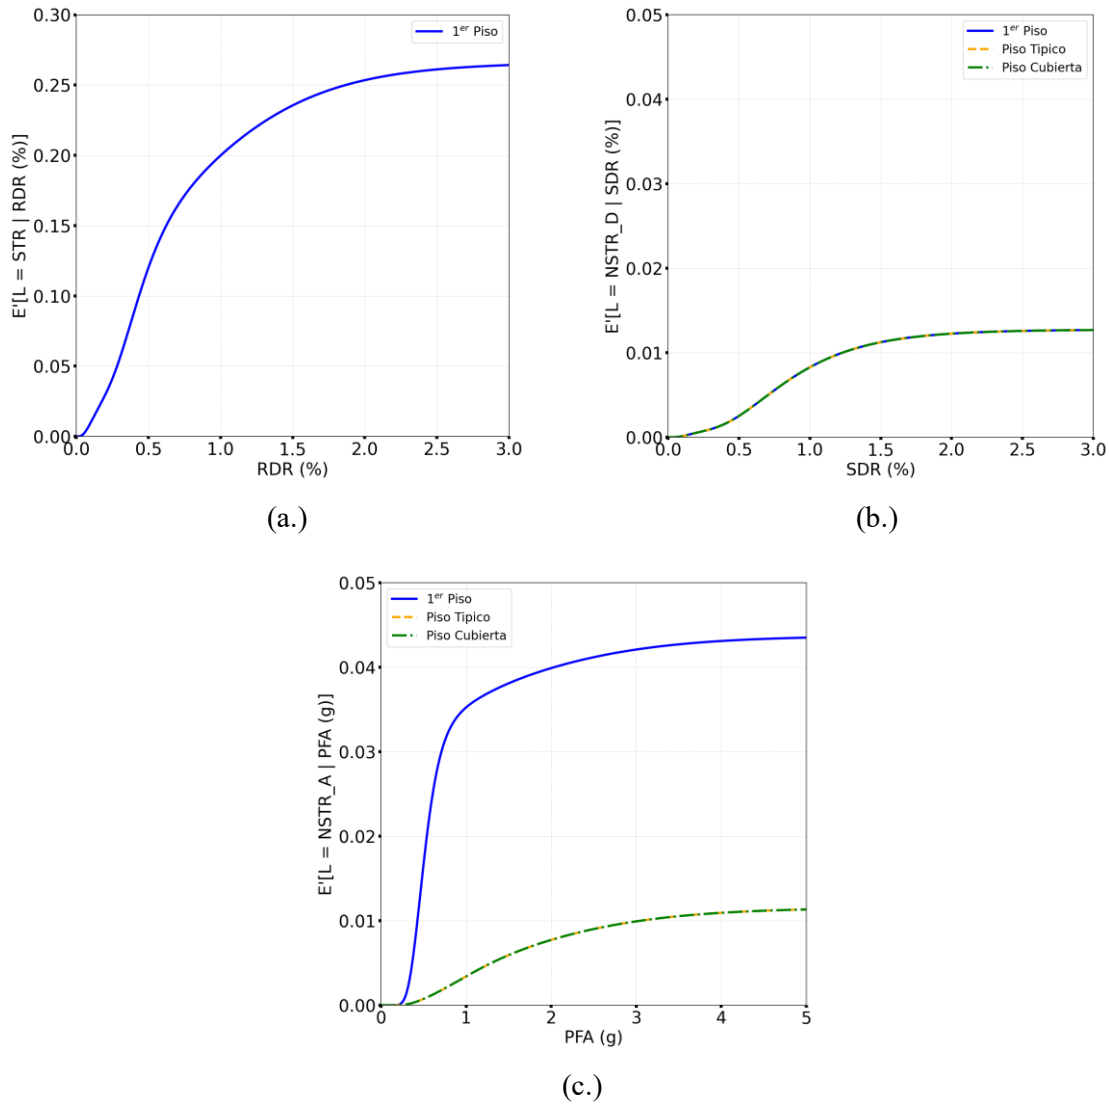 E'[L = STR | RDR (%)]
0.30
0.25
0.20
0.15
0.10
0.05
0.00
1er Piso
0.0 0.5 1.0 1.5 2.0 2.5 3.0
RDR (%)
(a.)
E'[L = NSTR_D | SDR (%)]
0.05
0.04
0.03
0.02
0.01
0.00
1er Piso
Piso Tipico
Piso Cubierta
0.0 0.5 1.0 1.5 2.0 2.5 3.0
SDR (%)
(b.)
E'[L = NSTR_A | PFA (g)]
0.05
0.04
0.03
0.02
0.01
0.00
1er Piso
Piso Tipico
Piso Cubierta
0 1 2 3 4 5
PFA (g)
(c.)